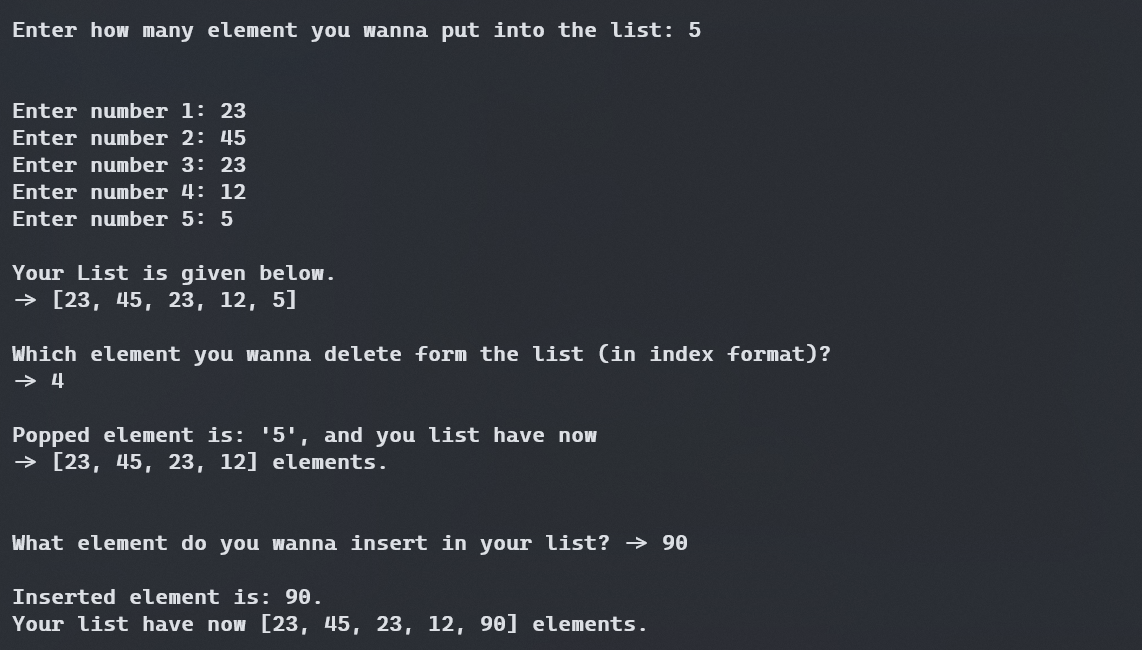 Enter how many element you wanna put into the list: 5
Enter number 1: 23
Enter number 2: 45
Enter number 3: 23
Enter number 4: 12
Enter number 5: 5
Your List is given below.
-> [23, 45, 23, 12, 5]
Which element you wanna delete form the list (in index format)?
-> 4
Popped element is: '5', and you list have now
-> [23, 45, 23, 12] elements.
What element do you wanna insert in your list? -> 90
Inserted element is: 90.
Your list have now [23, 45, 23, 12, 90] elements.